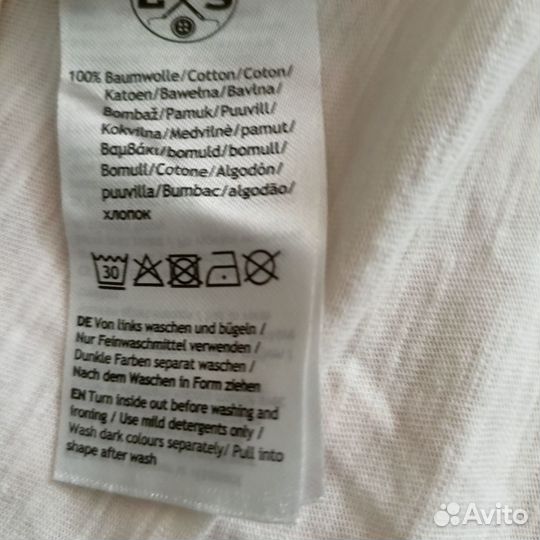 100% Baumwolle/Cotton/Coton/
Katoen/Bawełna/Bavlna/
Bombaž/Pamuk/Puuvill/
Kokvilna/Medvilnė/pamut/
Βαμβάκι/bomuld/bomull/
Bomull/Cotone/Algodón/
puuvilla/Bumbac/algodão/
хлопок
30
DE Von links waschen und bügeln /
Nur Feinwaschmittel verwenden/
Dunkle Farben separat waschen/
Nach dem Waschen in Form ziehen
EN Turn inside out before washing and
ironing / Use mild detergents only /
Wash dark colours separately/ Pull into
shape after wash
Avito